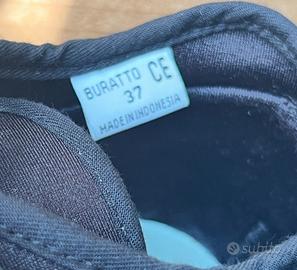 BURATTO CE
37
MADE IN INDONESIA
subito